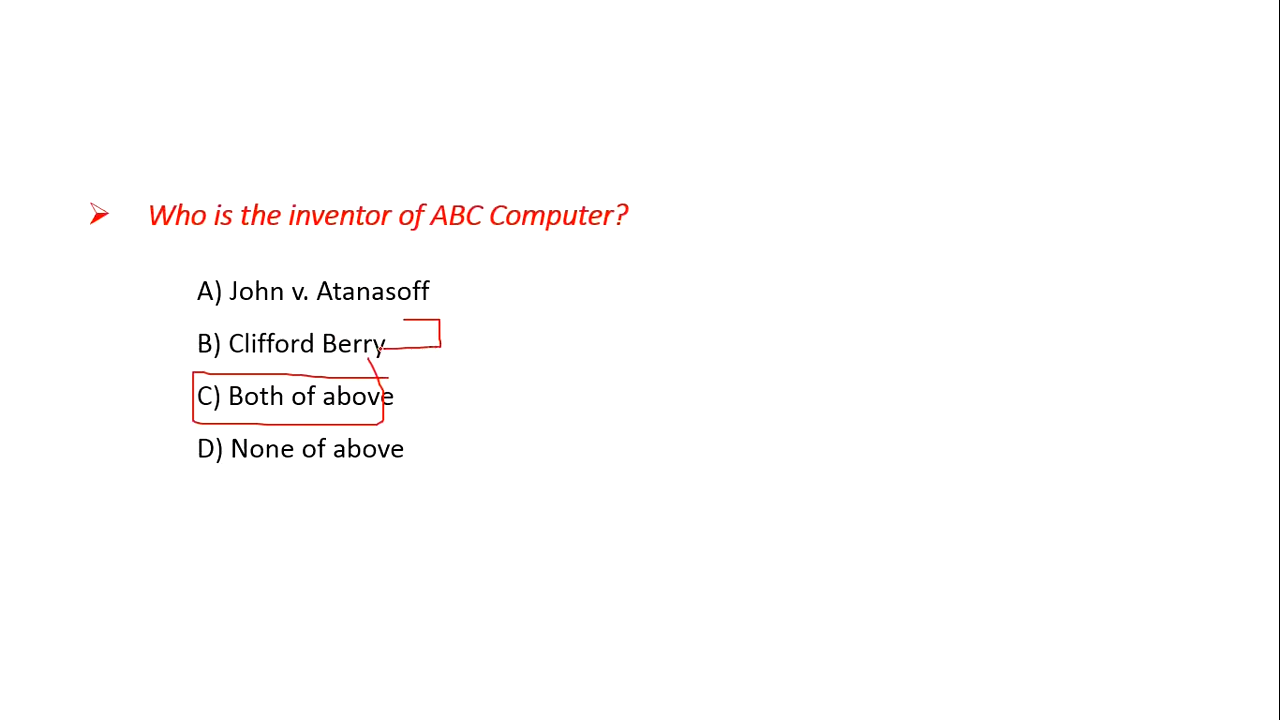 Who is the inventor of ABC Computer?
A) John v. Atanasoff
B) Clifford Berry
C) Both of above
D) None of above